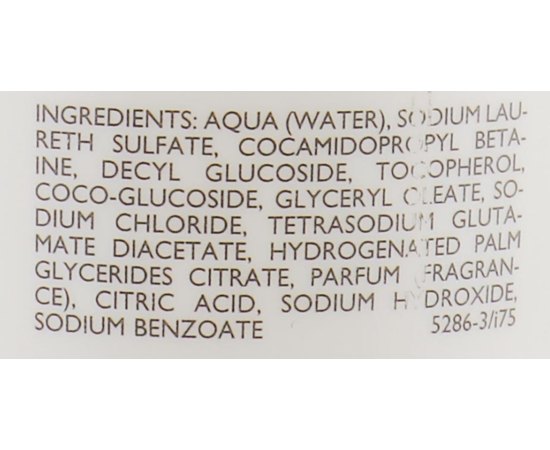 INGREDIENTS: AQUA (WATER), SODIUM LAU-
RETH SULFATE, COCAMIDOPROPYL BETA-
INE, DECYL GLUCOSIDE, TOCOPHEROL,
COCO-GLUCOSIDE, GLYCERYL OLEATE, SO-
DIUM CHLORIDE, TETRASODIUM GLUTA-
MATE DIACETATE, HYDROGENATED PALM
GLYCERIDES CITRATE, PARFUM (FRAGRAN-
CE), CITRIC ACID, SODIUM HYDROXIDE,
SODIUM BENZOATE 5286-3/i75